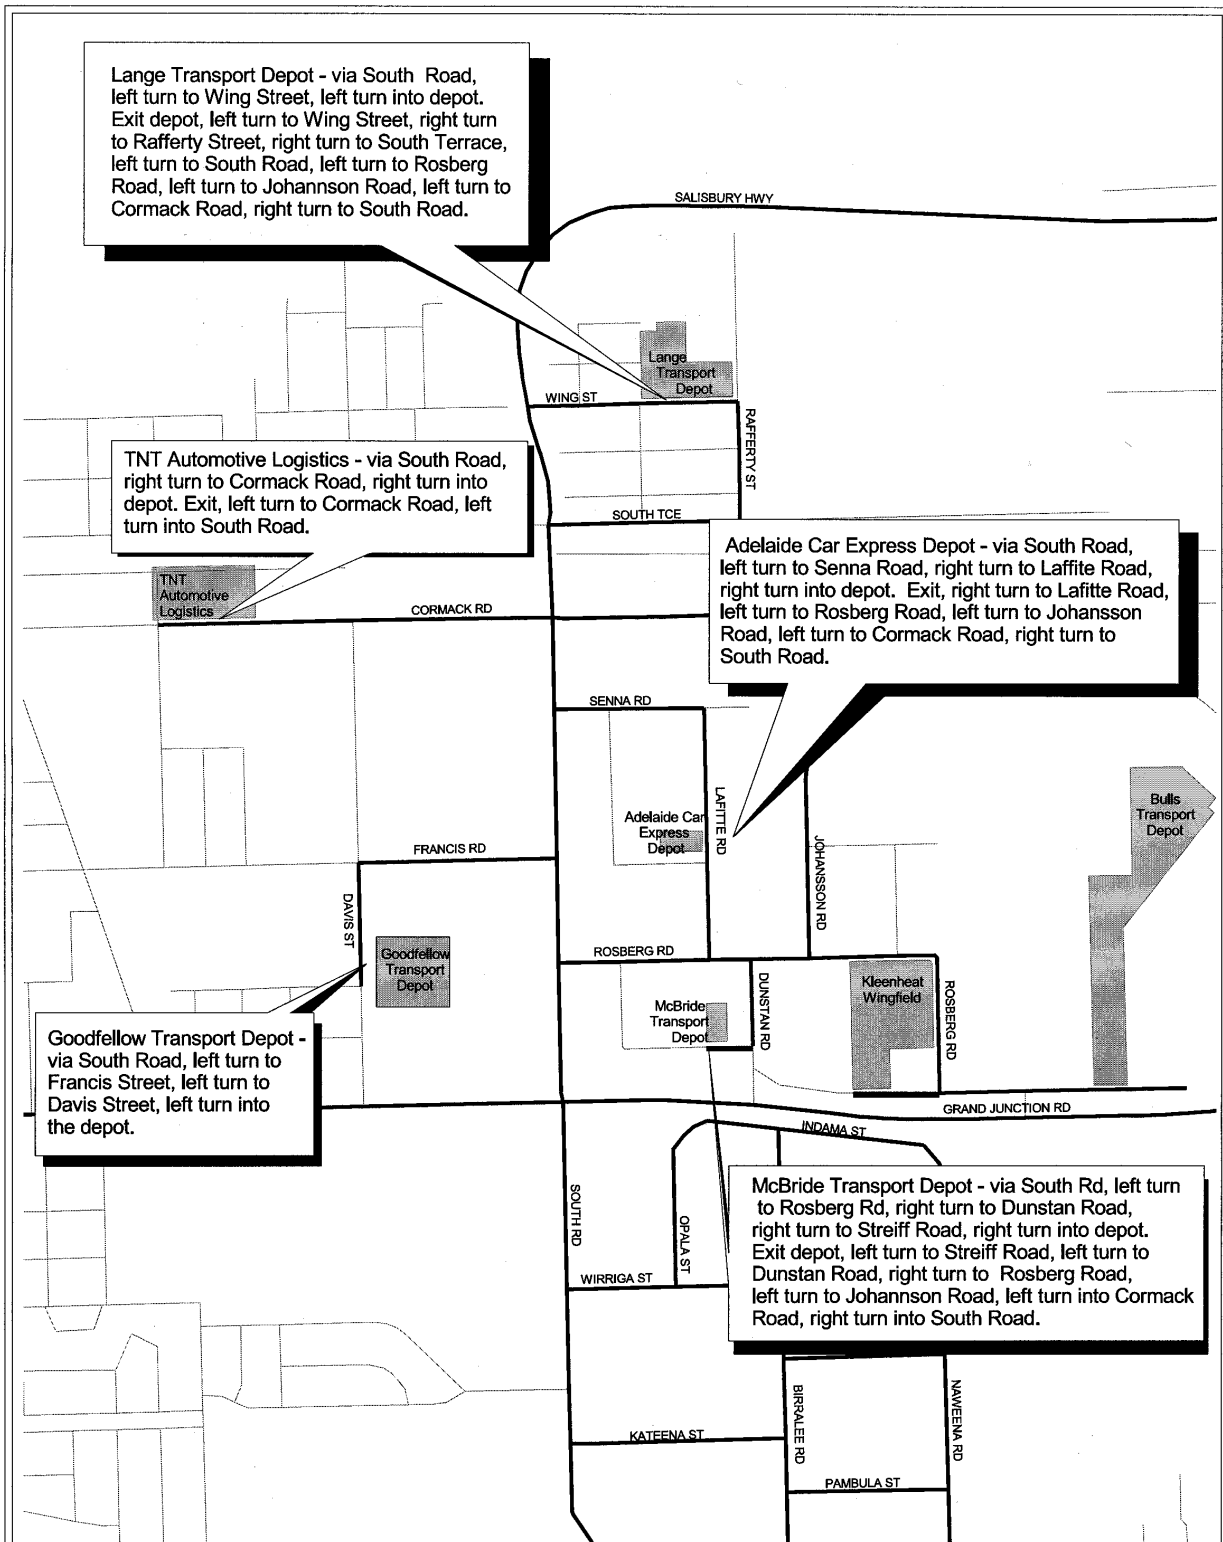 Lange Transport Depot - via South Road,
left turn to Wing Street, left turn into depot.
Exit depot, left turn to Wing Street, right turn
to Rafferty Street, right turn to South Terrace,
left turn to South Road, left turn to Rosberg
Road, left turn to Johannson Road, left turn to
Cormack Road, right turn to South Road.
SALISBURY HWY
Lange
Transport
Depot
WING ST
RAFFERTY ST
TNT Automotive Logistics - via South Road,
right turn to Cormack Road, right turn into
depot. Exit, left turn to Cormack Road, left
turn into South Road.
SOUTH TCE
Adelaide Car Express Depot - via South Road,
left turn to Senna Road, right turn to Laffite Road,
right turn into depot. Exit, right turn to Lafitte Road,
left turn to Rosberg Road, left turn to Johansson
Road, left turn to Cormack Road, right turn to
South Road.
TNT
Automotive
Logistics
CORMACK RD
SENNA RD
LAFITTE RD
Adelaide Car
Express
Depot
JOHANSSON RD
Bulls
Transport
Depot
FRANCIS RD
DAVIS ST
Goodfellow
Transport
Depot
ROSBERG RD
DUNSTAN RD
McBride
Transport
Depot
Kleenheat
Wingfield
ROSBERG RD
Goodfellow Transport Depot -
via South Road, left turn to
Francis Street, left turn to
Davis Street, left turn into
the depot.
GRAND JUNCTION RD
INDAMA ST
SOUTH RD
OPALA ST
WIRRIGA ST
McBride Transport Depot - via South Rd, left turn
to Rosberg Rd, right turn to Dunstan Road,
right turn to Streiff Road, right turn into depot.
Exit depot, left turn to Streiff Road, left turn to
Dunstan Road, right turn to Rosberg Road,
left turn to Johannson Road, left turn into Cormack
Road, right turn into South Road.
BIRRALEE RD
NAWEENA RD
KATEENA ST
PAMBULA ST